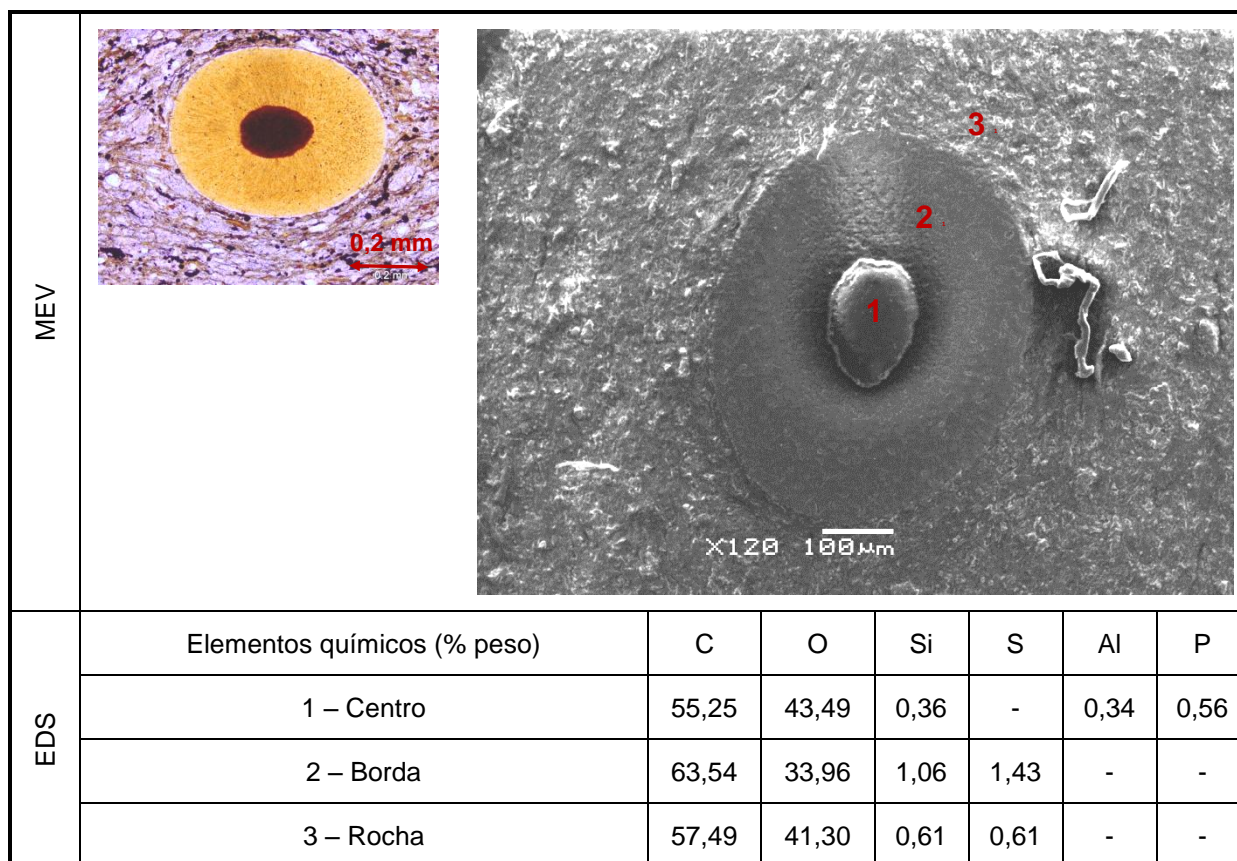 MEV
0,2 mm
0.2 mm
3
2
1
X120 100µm
EDS
Elementos químicos (% peso) C O Si S Al P
1 – Centro 55,25 43,49 0,36 - 0,34 0,56
2 – Borda 63,54 33,96 1,06 1,43 - -
3 – Rocha 57,49 41,30 0,61 0,61 - -